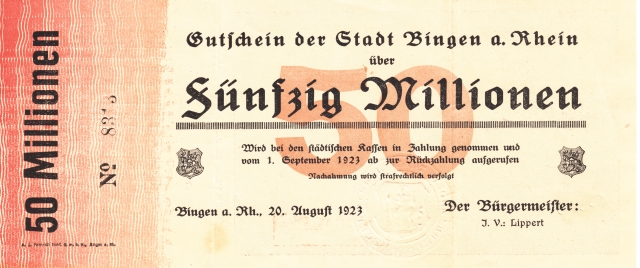 50 Millionen
Nº 8313
Gutschein der Stadt Bingen a. Rhein
über
50
Fünfzig Millionen
Wird bei den städtischen Kassen in Zahlung genommen und
vom 1. September 1923 ab zur Rückzahlung aufgerufen
Nachahmung wird strafrechtlich verfolgt
Bingen a. Rh., 20. August 1923
Der Bürgermeister:
J. V.: Lippert